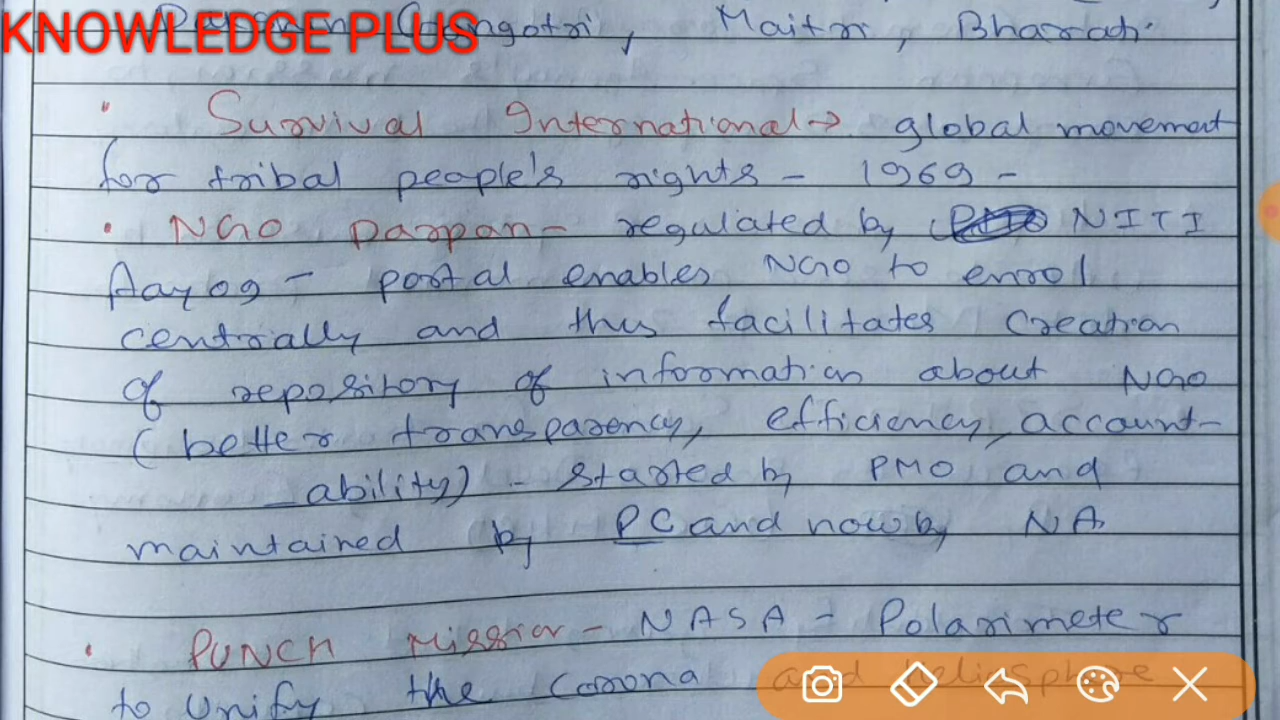 KNOWLEDGE PLUS
Gangotri, Maitri, Bharati.
• Survival International → global movement
for tribal people's rights - 1969 -
• NGO Darpan - regulated by NITI
Aayog - portal enables NGO to enrol
centrally and thus facilitates creation
of repository of information about NGO
(better transparency, efficiency, account-
ability) - started by PMO and
maintained by PC and now by NA
• PUNCH Mission - NASA - Polarimeter
to Unify the Corona and heliosphere